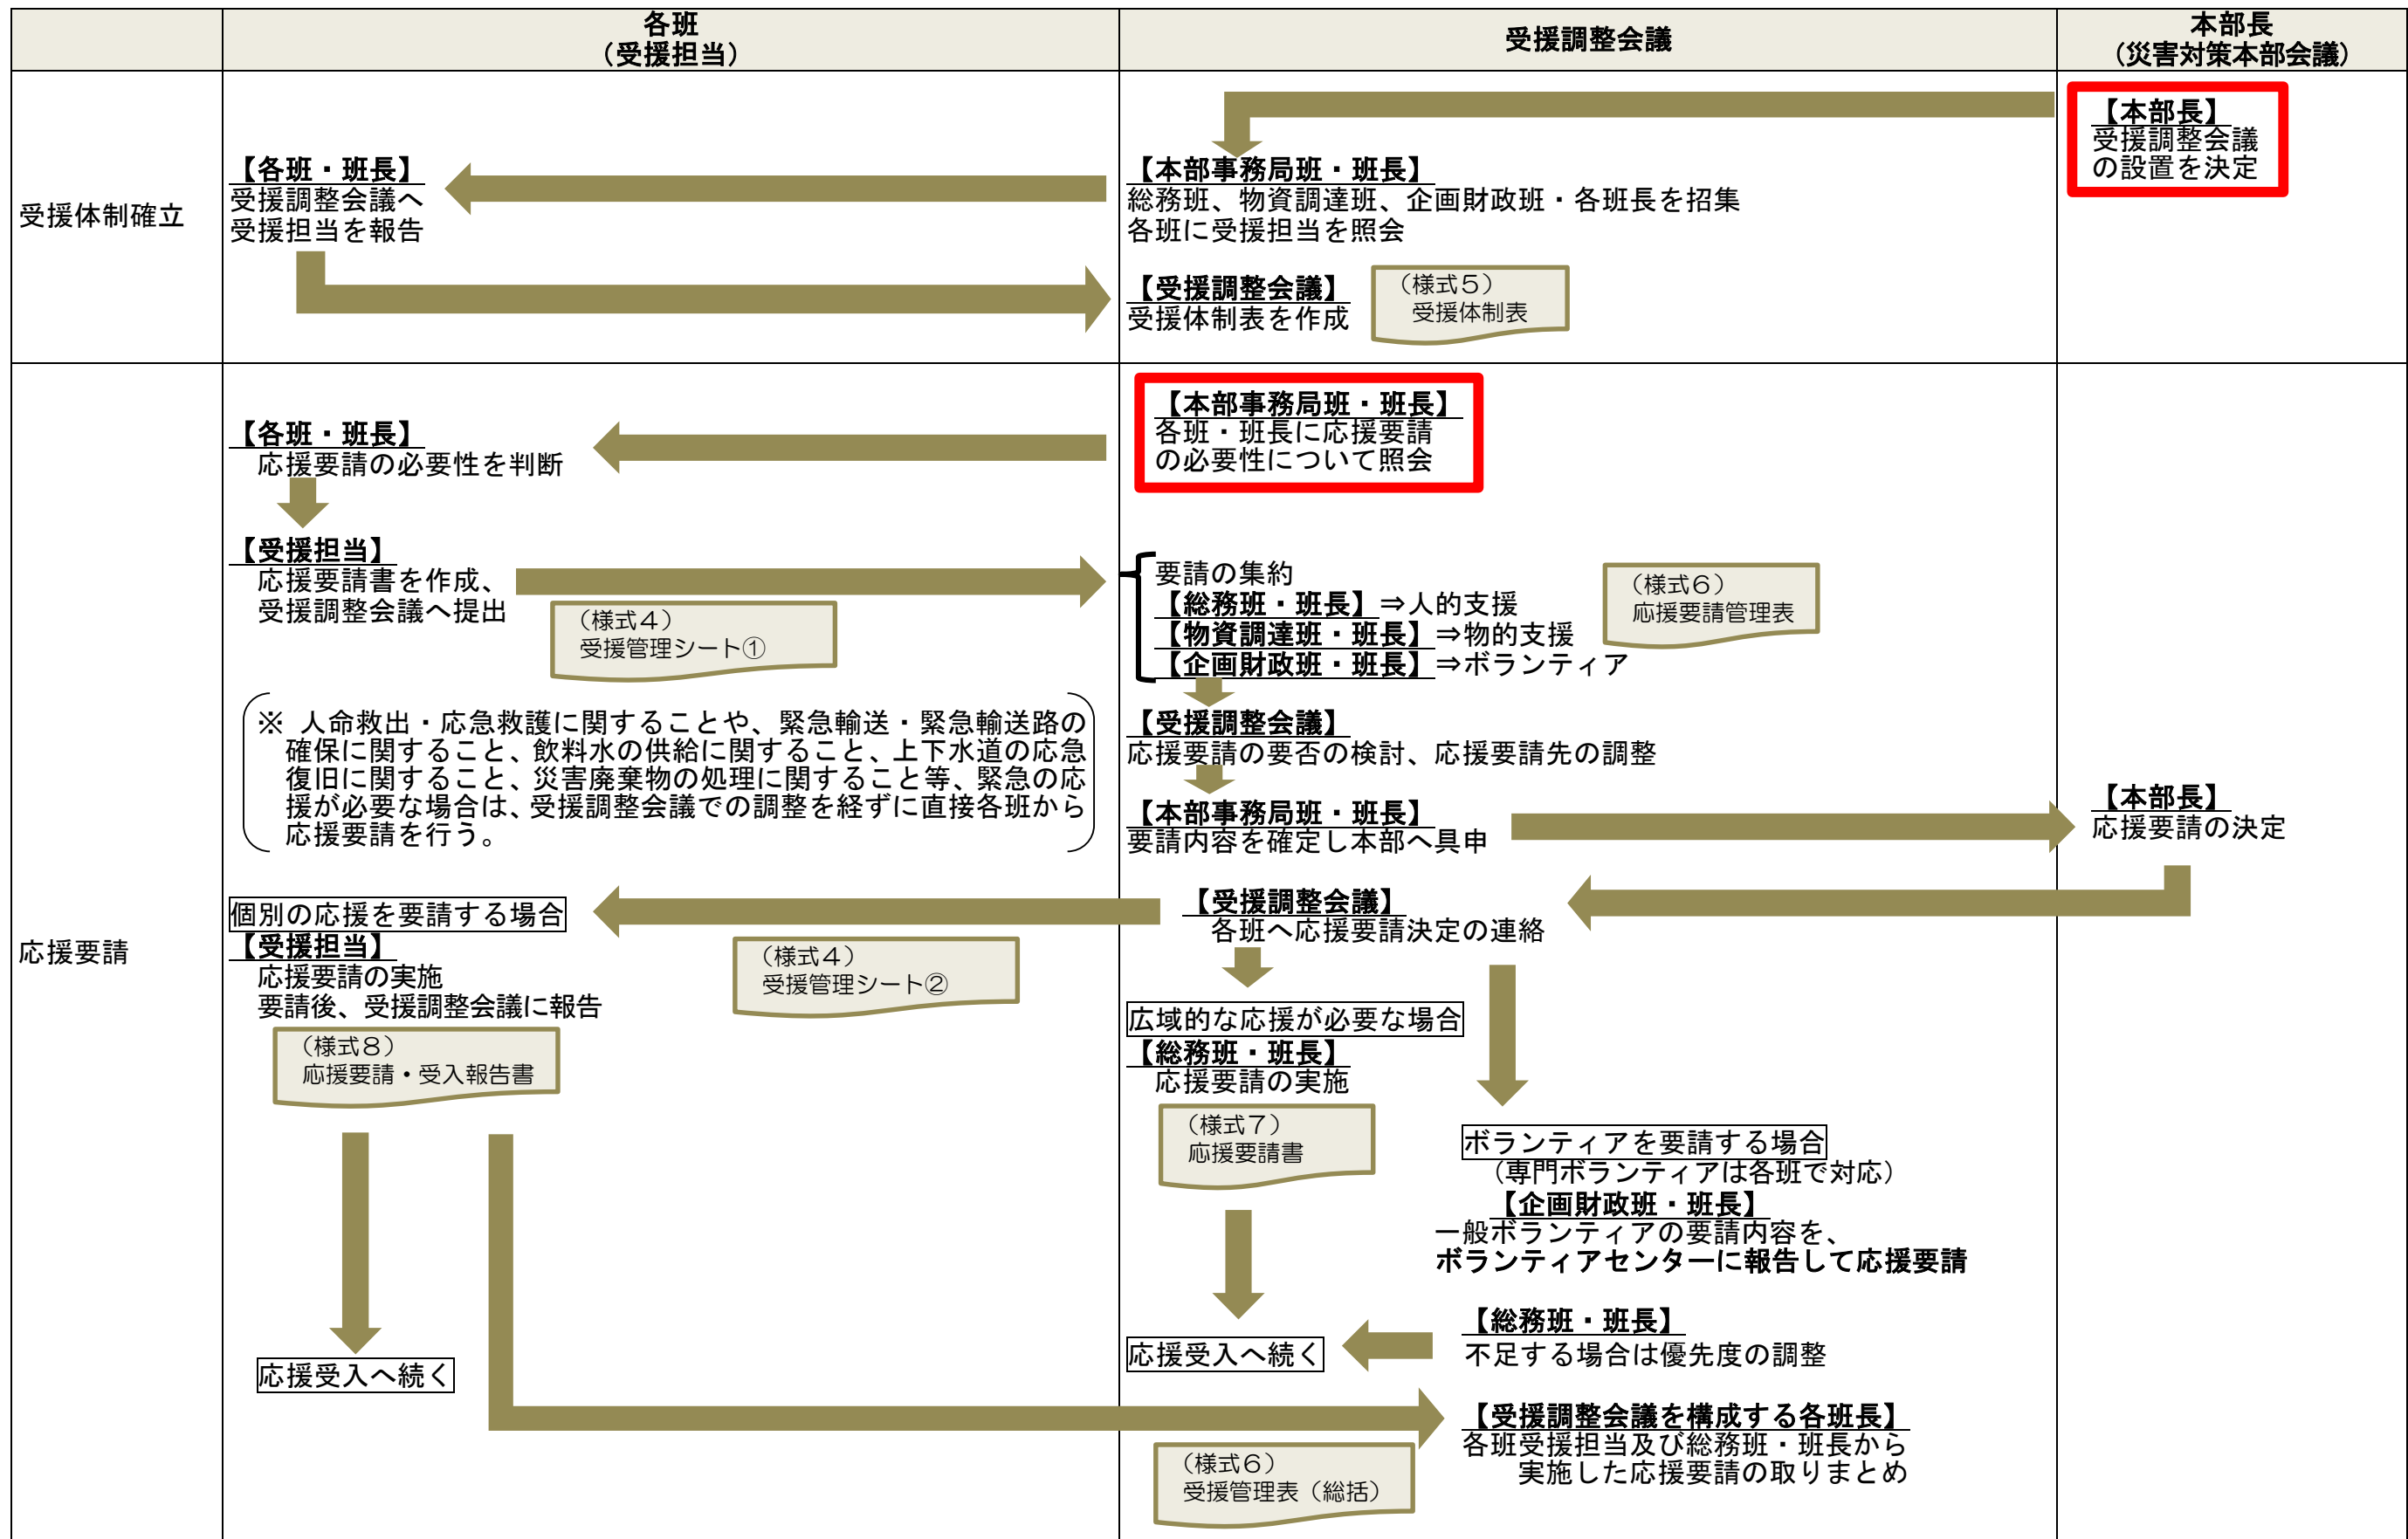 各班
（受援担当）
受援調整会議
本部長
（災害対策本部会議）
受援体制確立
【本部長】
受援調整会議
の設置を決定
【本部事務局班・班長】
総務班、物資調達班、企画財政班・各班長を招集
各班に受援担当を照会
【各班・班長】
受援調整会議へ
受援担当を報告
【受援調整会議】
受援体制表を作成
（様式５）
受援体制表
応援要請
【本部事務局班・班長】
各班・班長に応援要請
の必要性について照会
【各班・班長】
応援要請の必要性を判断
【受援担当】
応援要請書を作成、
受援調整会議へ提出
（様式４）
受援管理シート①
要請の集約
【総務班・班長】⇒人的支援
【物資調達班・班長】⇒物的支援
【企画財政班・班長】⇒ボランティア
（様式６）
応援要請管理表
※ 人命救出・応急救護に関することや、緊急輸送・緊急輸送路の
確保に関すること、飲料水の供給に関すること、上下水道の応急
復旧に関すること、災害廃棄物の処理に関すること等、緊急の応
援が必要な場合は、受援調整会議での調整を経ずに直接各班から
応援要請を行う。
【受援調整会議】
応援要請の要否の検討、応援要請先の調整
【本部事務局班・班長】
要請内容を確定し本部へ具申
【本部長】
応援要請の決定
【受援調整会議】
各班へ応援要請決定の連絡
個別の応援を要請する場合
【受援担当】
応援要請の実施
要請後、受援調整会議に報告
（様式４）
受援管理シート②
（様式８）
応援要請・受入報告書
広域的な応援が必要な場合
【総務班・班長】
応援要請の実施
（様式７）
応援要請書
ボランティアを要請する場合
（専門ボランティアは各班で対応）
【企画財政班・班長】
一般ボランティアの要請内容を、
ボランティアセンターに報告して応援要請
【総務班・班長】
不足する場合は優先度の調整
応援受入へ続く
応援受入へ続く
【受援調整会議を構成する各班長】
各班受援担当及び総務班・班長から
実施した応援要請の取りまとめ
（様式６）
受援管理表（総括）